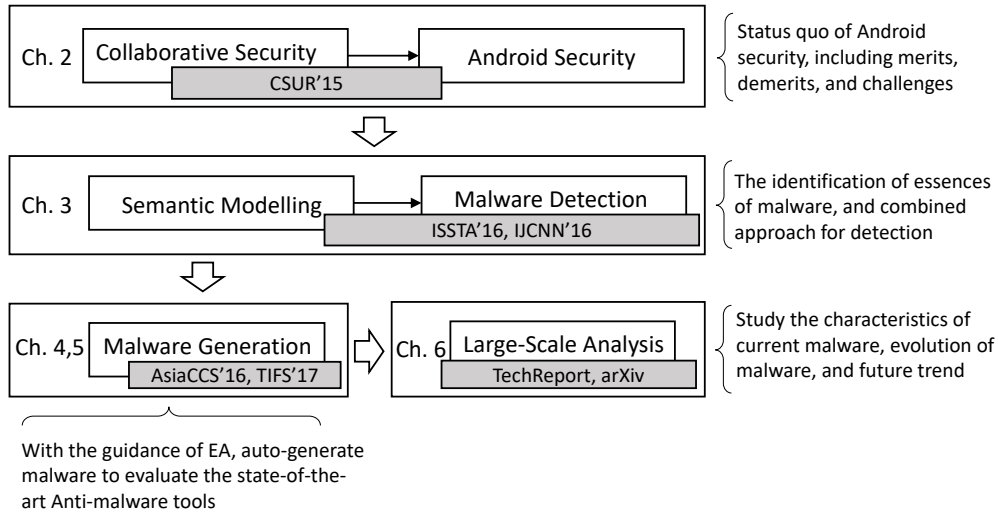 Ch. 2
Collaborative Security
Android Security
CSUR'15
Status quo of Android
security, including merits,
demerits, and challenges
Ch. 3
Semantic Modelling
Malware Detection
ISSTA'16, IJCNN'16
The identification of essences
of malware, and combined
approach for detection
Ch. 4,5
Malware Generation
AsiaCCS'16, TIFS'17
Ch. 6
Large-Scale Analysis
TechReport, arXiv
Study the characteristics of
current malware, evolution of
malware, and future trend
With the guidance of EA, auto-generate
malware to evaluate the state-of-the-
art Anti-malware tools